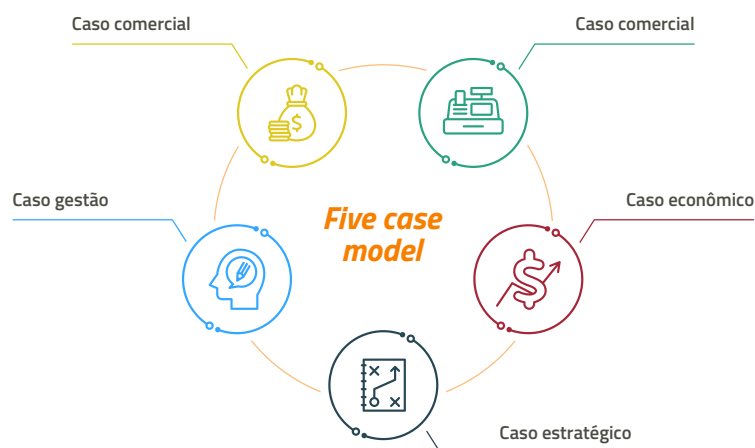 Caso comercial
Caso comercial
$
Caso gestão
Caso econômico
Five case
model
$
Caso estratégico